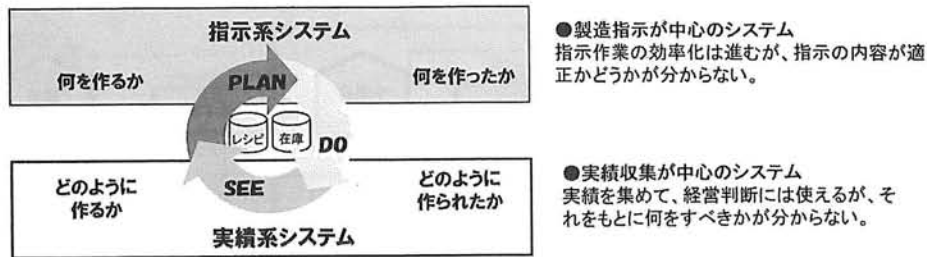 指示系システム
何を作るか
PLAN
何を作ったか
レシピ
在庫
DO
どのように
作るか
SEE
どのように
作られたか
実績系システム
●製造指示が中心のシステム
指示作業の効率化は進むが、指示の内容が適
正かどうかが分からない。
●実績収集が中心のシステム
実績を集めて、経営判断には使えるが、そ
れをもとに何をすべきかが分からない。